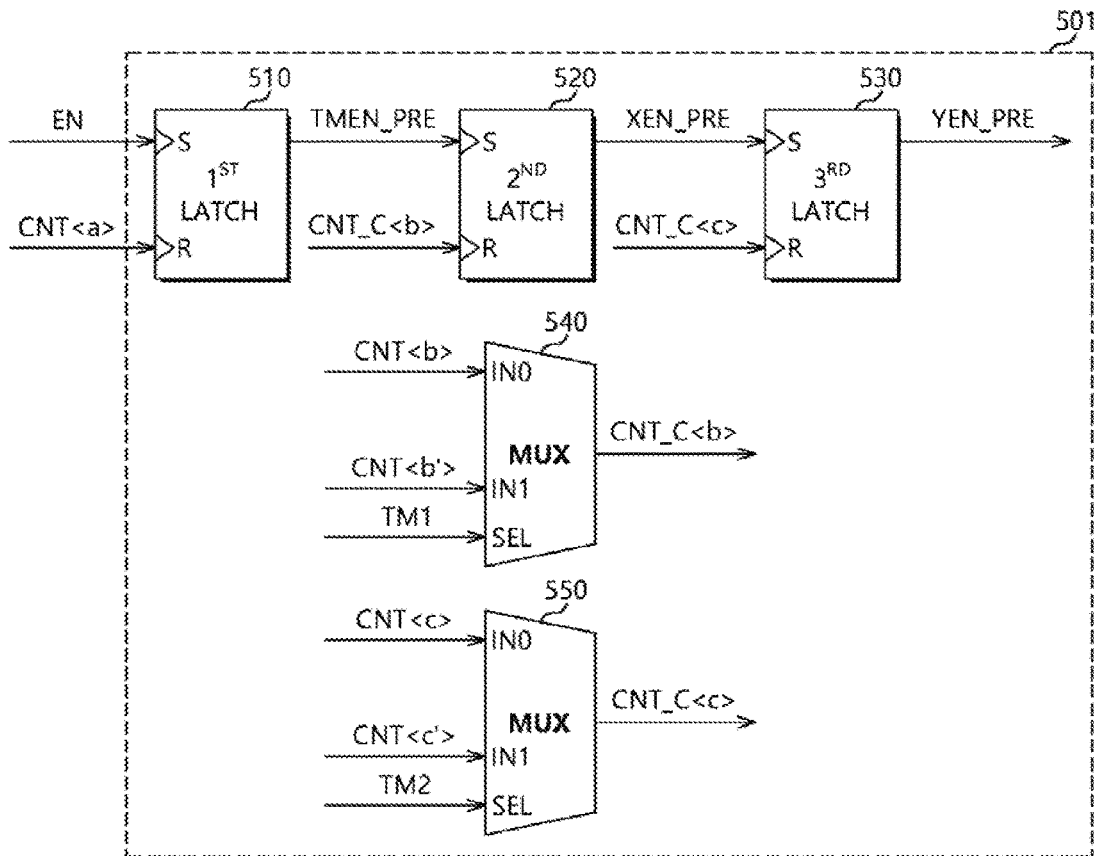 501
510
520
530
EN
TMEN_PRE
XEN_PRE
YEN_PRE
S
S
S
1ST
LATCH
2ND
LATCH
3RD
LATCH
CNT<a>
CNT_C<b>
CNT_C<c>
R
R
R
540
CNT<b>
IN0
MUX
CNT_C<b>
CNT<b'>
IN1
TM1
SEL
550
CNT<c>
IN0
MUX
CNT_C<c>
CNT<c'>
IN1
TM2
SEL